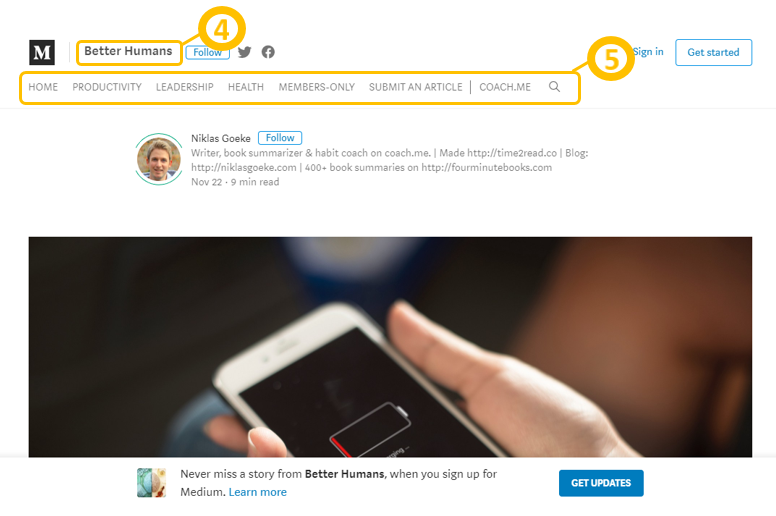 4
5
M
Better Humans
Follow
Sign in
Get started
HOME PRODUCTIVITY LEADERSHIP HEALTH MEMBERS-ONLY SUBMIT AN ARTICLE COACH.ME
Niklas Goeke Follow
Writer, book summarizer & habit coach on coach.me. | Made http://time2read.co | Blog:
http://niklasgoeke.com | 400+ book summaries on http://fourminutebooks.com
Nov 22 · 9 min read
Never miss a story from Better Humans, when you sign up for
Medium. Learn more
GET UPDATES